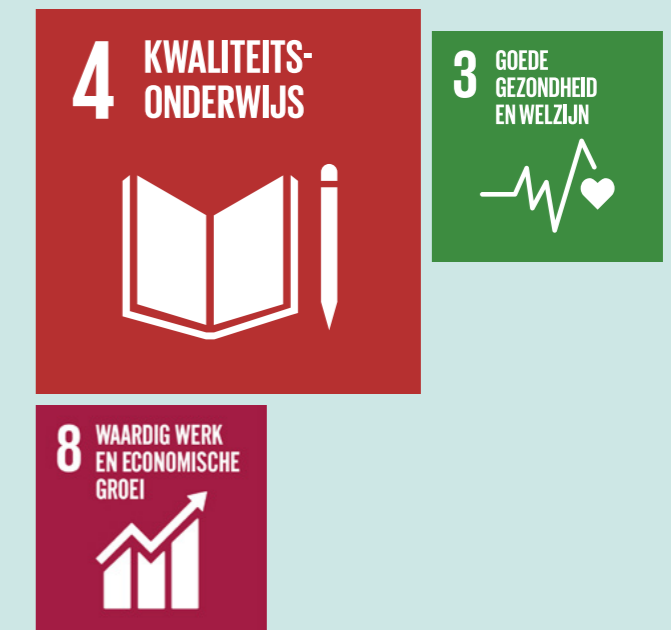 4 KWALITEITS-
ONDERWIJS
3 GOEDE
GEZONDHEID
EN WELZIJN
8 WAARDIG WERK
EN ECONOMISCHE
GROEI